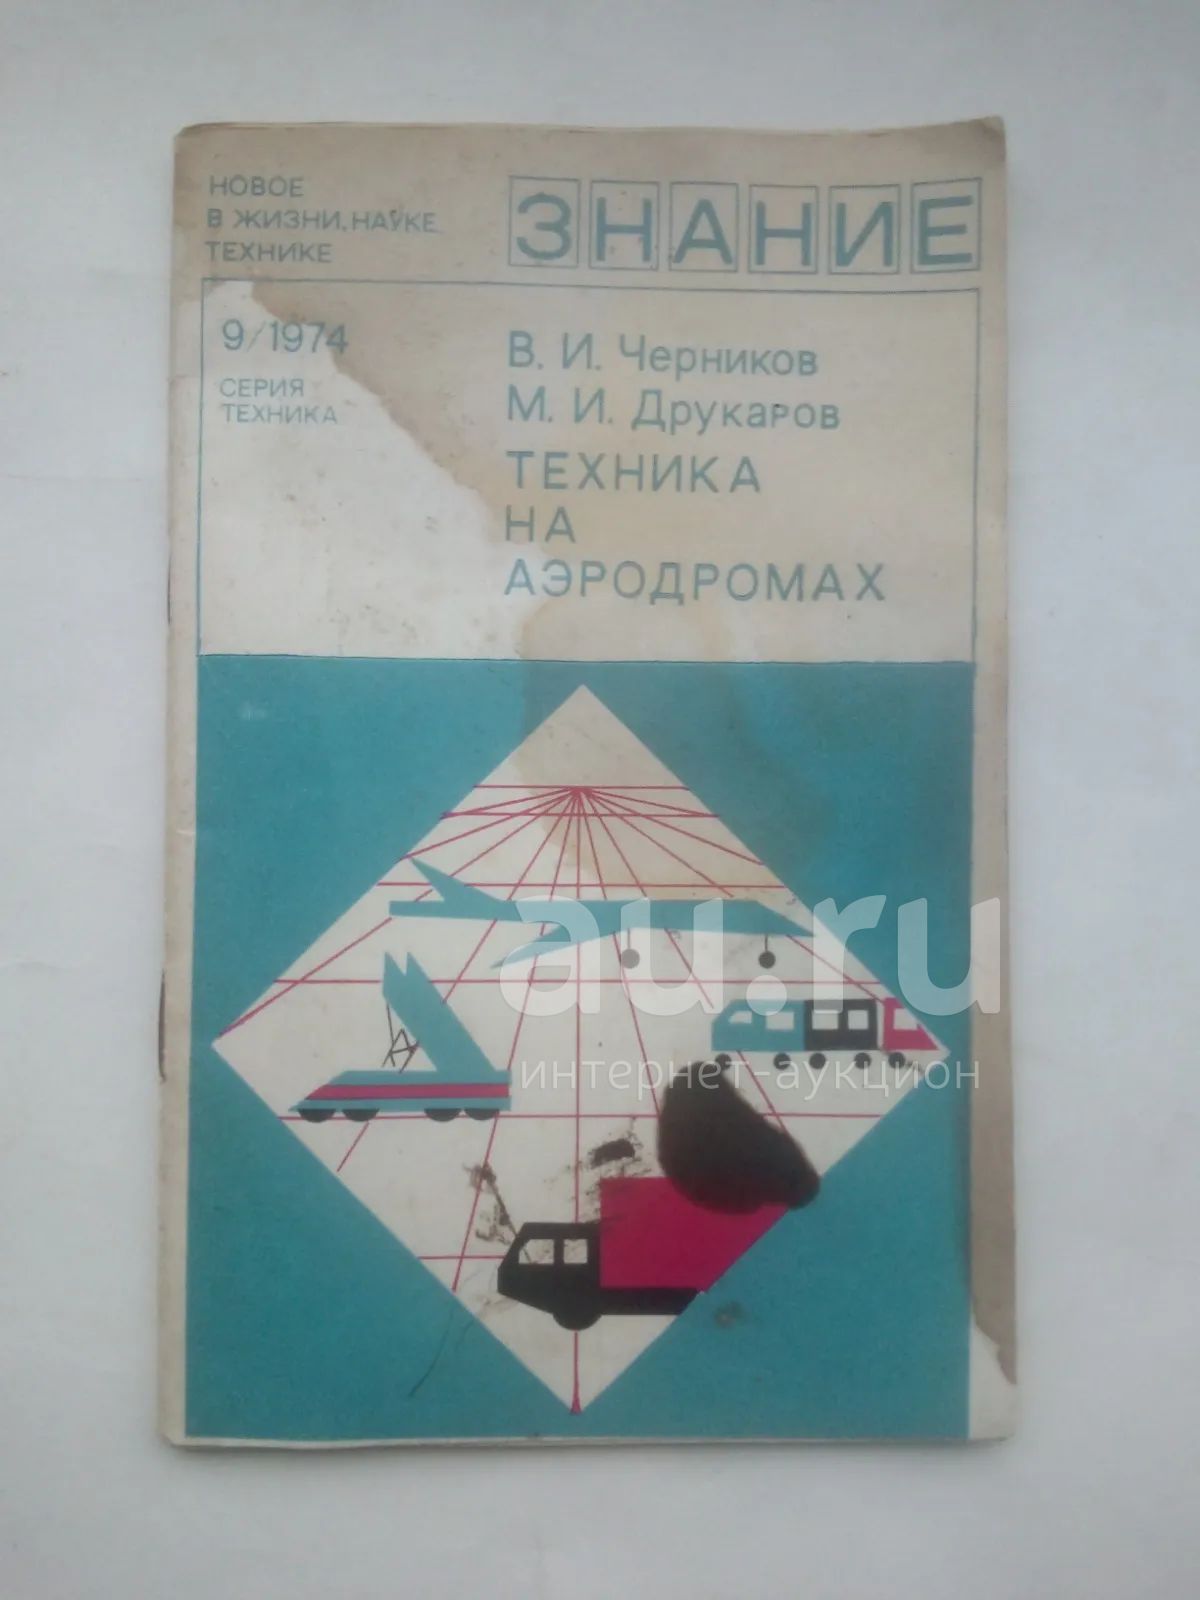 НОВОЕ
В ЖИЗНИ, НАУКЕ,
ТЕХНИКЕ
ЗНАНИЕ
9/1974
СЕРИЯ
ТЕХНИКА
В. И. Черников
М. И. Друкаров
ТЕХНИКА
НА
АЭРОДРОМАХ
au.ru
интернет-аукцион